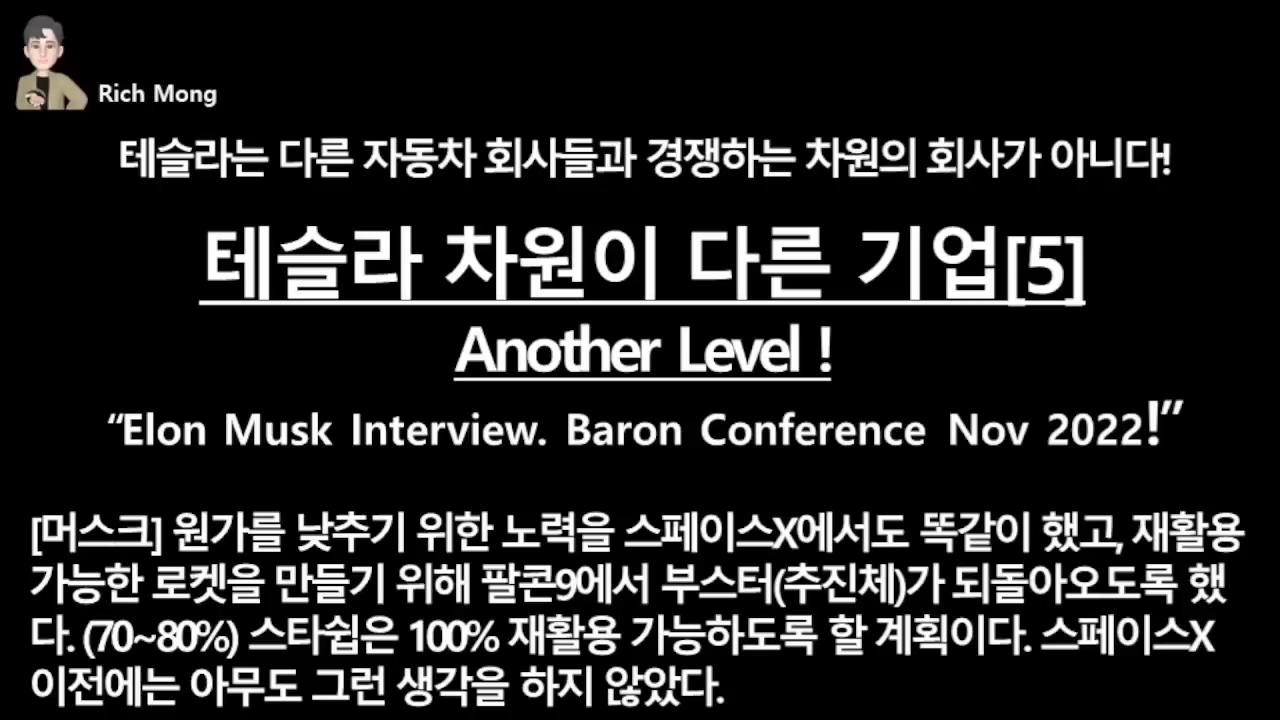 Rich Mong
테슬라는 다른 자동차 회사들과 경쟁하는 차원의 회사가 아니다!
테슬라 차원이 다른 기업[5]
Another Level !
“Elon Musk Interview. Baron Conference Nov 2022!”
[머스크] 원가를 낮추기 위한 노력을 스페이스X에서도 똑같이 했고, 재활용
가능한 로켓을 만들기 위해 팔콘9에서 부스터(추진체)가 되돌아오도록 했
다. (70~80%) 스타쉽은 100% 재활용 가능하도록 할 계획이다. 스페이스X
이전에는 아무도 그런 생각을 하지 않았다.